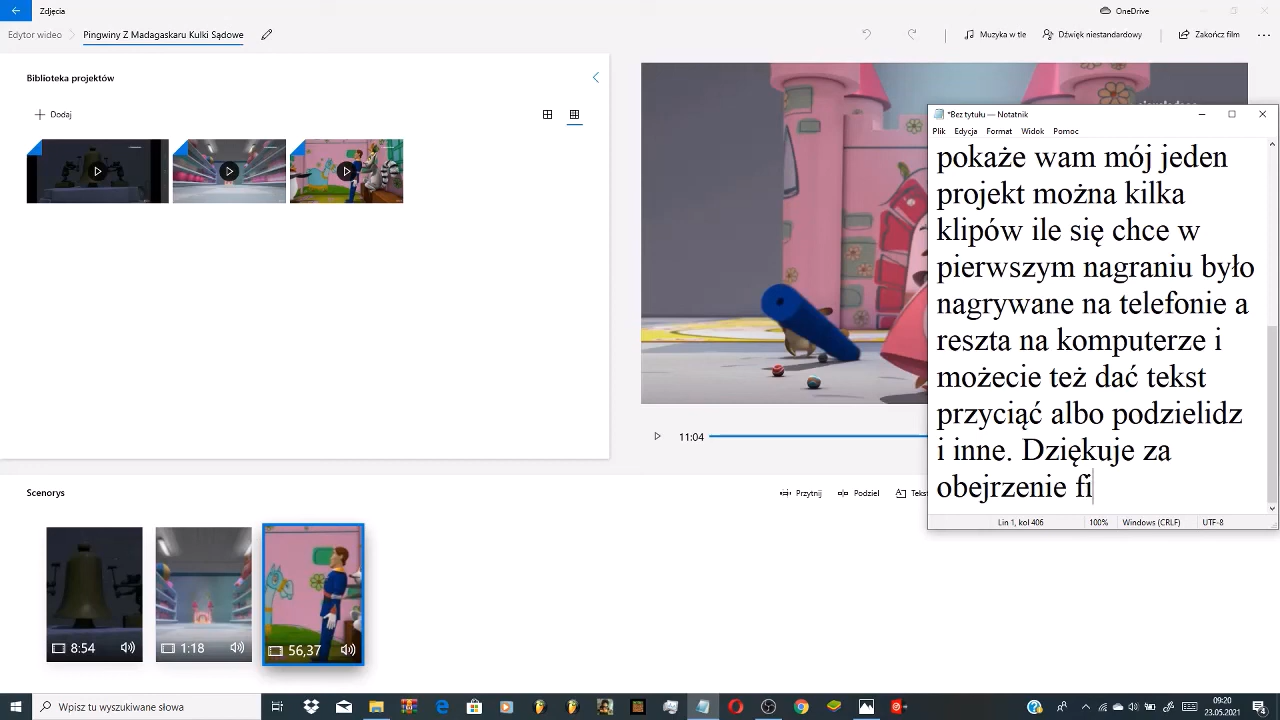 Zdjęcia
OneDrive
Edytor wideo
Pingwiny Z Madagaskaru Kulki Sądowe
Muzyka w tle
Dźwięk niestandardowy
Zakończ film
Biblioteka projektów
Dodaj
*Bez tytułu — Notatnik
Plik Edycja Format Widok Pomoc
pokaże wam mój jeden
projekt można kilka
klipów ile się chce w
pierwszym nagraniu było
nagrywane na telefonie a
reszta na komputerze i
możecie też dać tekst
przyciąć albo podzielidz
i inne. Dziękuje za
obejrzenie fi
Lin 1, kol 406
100%
Windows (CRLF)
UTF-8
11:04
Scenorys
Przytnij
Podziel
Teks
8:54
1:18
56,37
Wpisz tu wyszukiwane słowa
09:20
23.05.2021